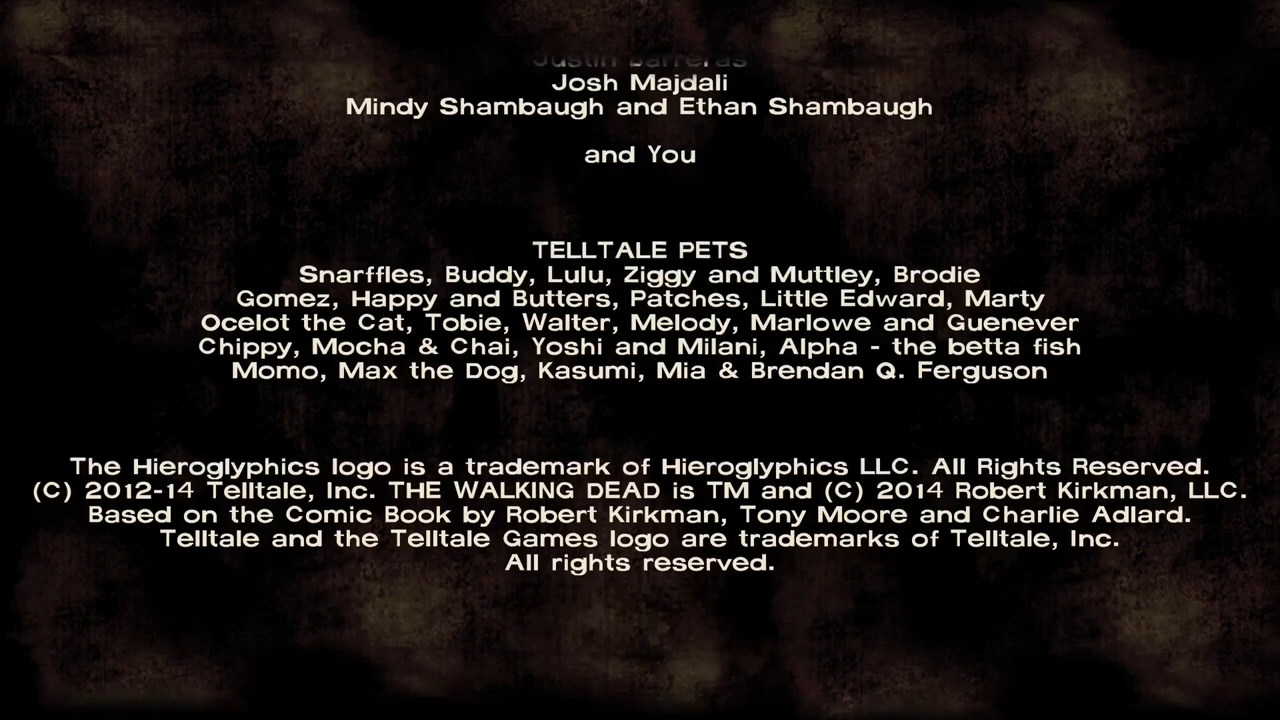 Josh Majdali
Mindy Shambaugh and Ethan Shambaugh
and You
TELLTALE PETS
Snarffles, Buddy, Lulu, Ziggy and Muttley, Brodie
Gomez, Happy and Butters, Patches, Little Edward, Marty
Ocelot the Cat, Tobie, Walter, Melody, Marlowe and Guenever
Chippy, Mocha & Chai, Yoshi and Milani, Alpha - the betta fish
Momo, Max the Dog, Kasumi, Mia & Brendan Q. Ferguson
The Hieroglyphics logo is a trademark of Hieroglyphics LLC. All Rights Reserved.
(C) 2012-14 Telltale, Inc. THE WALKING DEAD is TM and (C) 2014 Robert Kirkman, LLC.
Based on the Comic Book by Robert Kirkman, Tony Moore and Charlie Adlard.
Telltale and the Telltale Games logo are trademarks of Telltale, Inc.
All rights reserved.